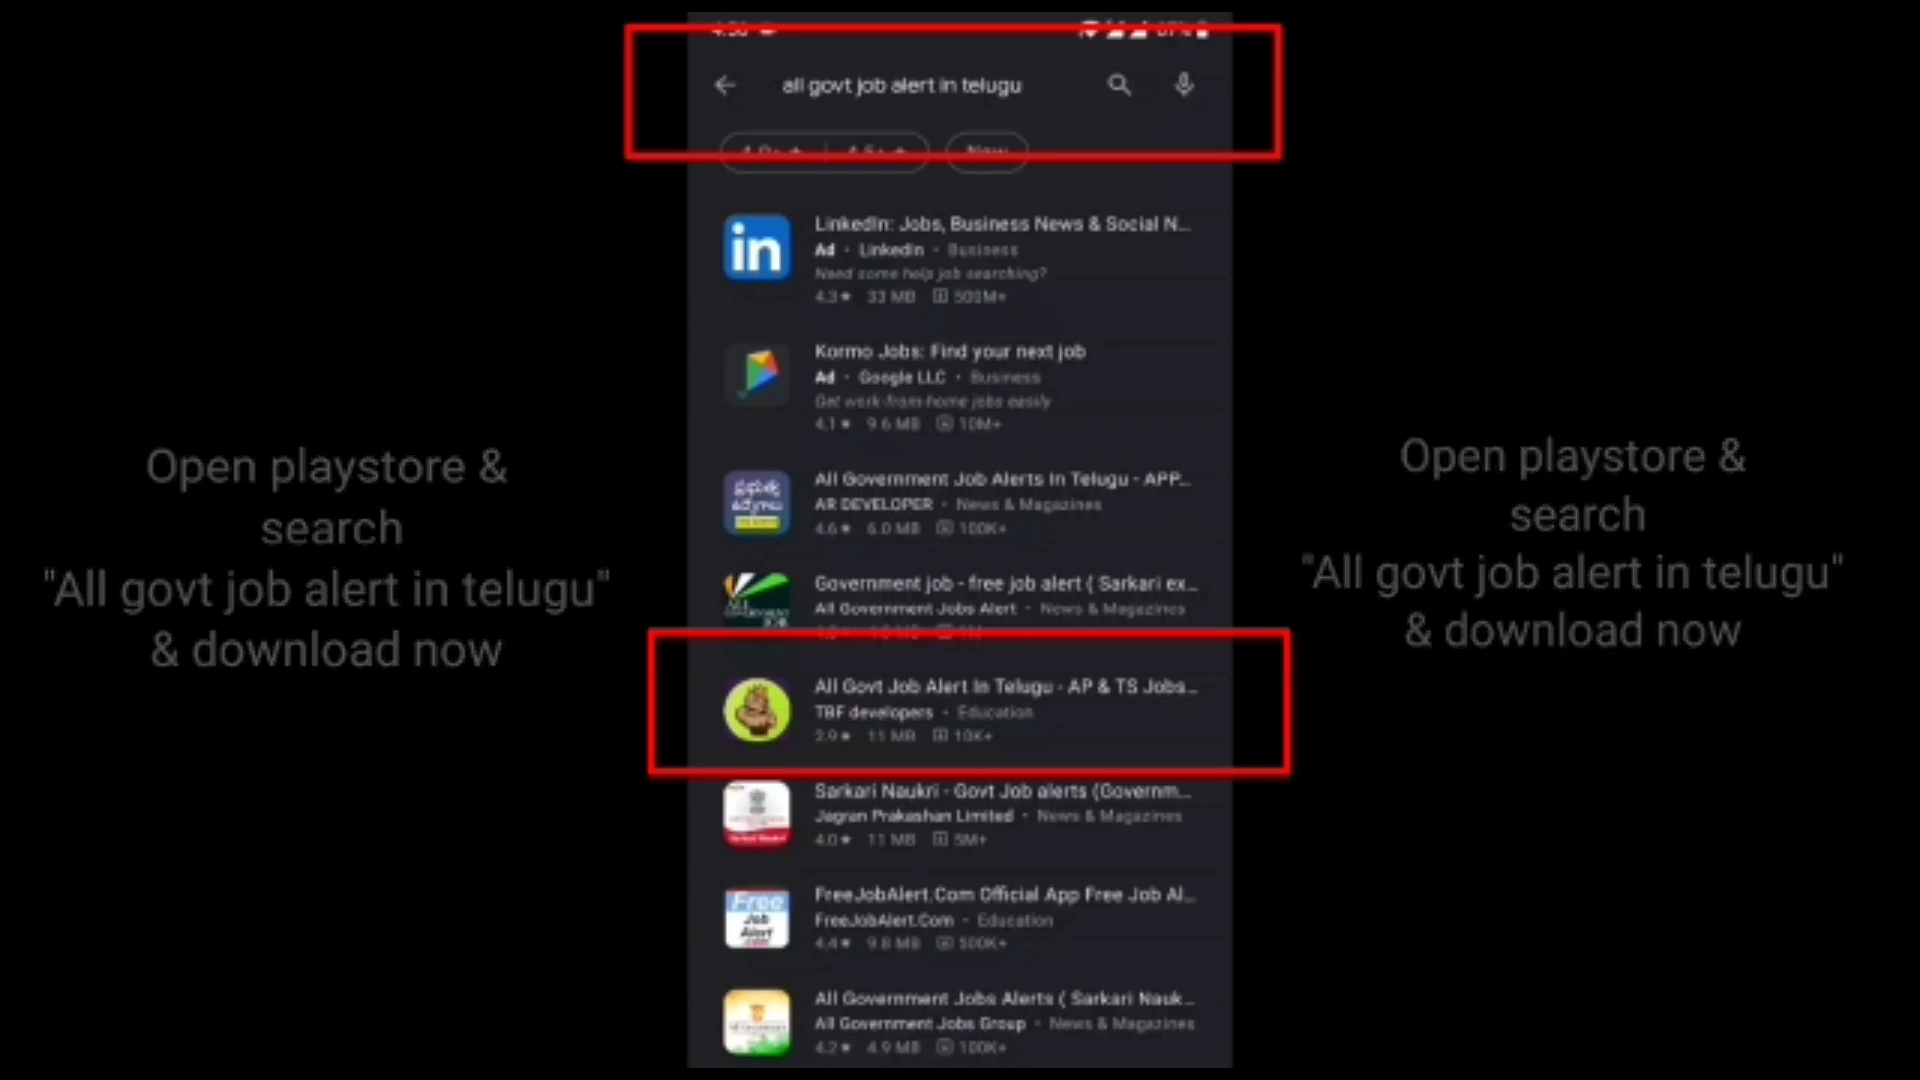 all govt job alert in telugu
4.0+ ★ 4.5+ ★ New
LinkedIn: Jobs, Business News & Social N...
Ad · LinkedIn · Business
Need some help job searching?
4.3★ 33 MB 500M+
Kormo Jobs: Find your next job
Ad · Google LLC · Business
Get work-from-home jobs easily
4.1★ 9.6 MB 10M+
All Government Job Alerts In Telugu - APP...
AR DEVELOPER · News & Magazines
4.6★ 6.0 MB 100K+
Government job - free job alert ( Sarkari ex...
All Government Jobs Alert · News & Magazines
All Govt Job Alert In Telugu - AP & TS Jobs...
TBF developers · Education
11 MB 10K+
Sarkari Naukri - Govt Job alerts (Governm...
Jagran Prakashan Limited · News & Magazines
4.0★ 11 MB 5M+
Free
Job
Alert
FreeJobAlert.Com Official App Free Job Al...
FreeJobAlert.Com · Education
4.4★ 9.8 MB 500K+
All Government Jobs Alerts ( Sarkari Nauk...
All Government Jobs Group · News & Magazines
4.2★ 4.9 MB 100K+
Open playstore &
search
"All govt job alert in telugu"
& download now
Open playstore &
search
"All govt job alert in telugu"
& download now